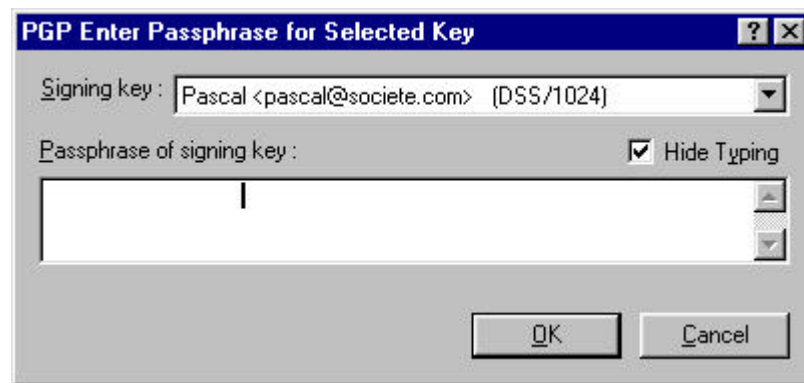 PGP Enter Passphrase for Selected Key
Signing key : Pascal <pascal@societe.com> (DSS/1024)
Passphrase of signing key : Hide Typing
OK Cancel